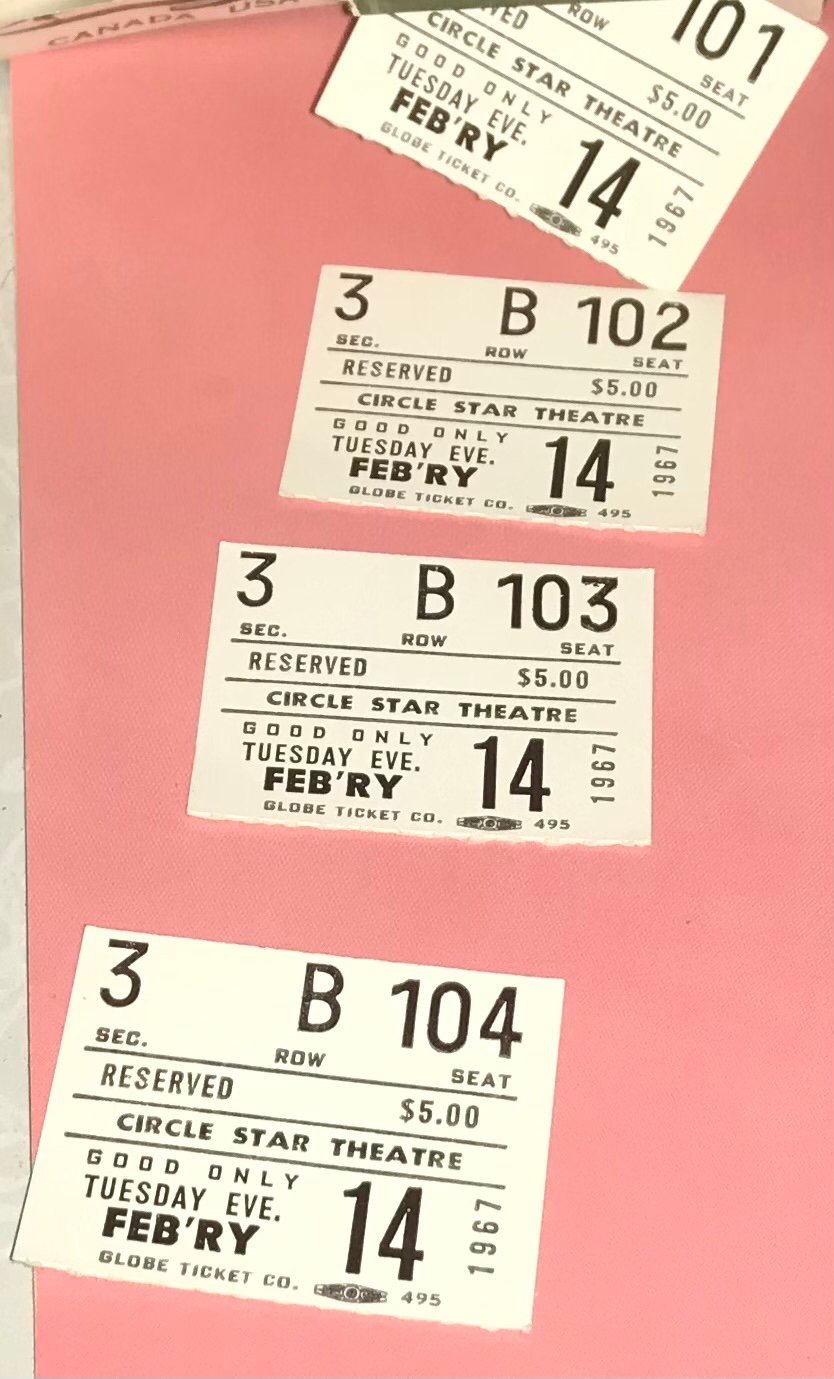 CANADA USA
ROW
101
SEAT
$5.00
CIRCLE STAR THEATRE
GOOD ONLY
TUESDAY EVE.
FEB'RY 14 1967
GLOBE TICKET CO. 495
3 B 102
SEC. ROW SEAT
RESERVED $5.00
CIRCLE STAR THEATRE
GOOD ONLY
TUESDAY EVE.
FEB'RY 14 1967
GLOBE TICKET CO. 495
3 B 103
SEC. ROW SEAT
RESERVED $5.00
CIRCLE STAR THEATRE
GOOD ONLY
TUESDAY EVE.
FEB'RY 14 1967
GLOBE TICKET CO. 495
3 B 104
SEC. ROW SEAT
RESERVED $5.00
CIRCLE STAR THEATRE
GOOD ONLY
TUESDAY EVE.
FEB'RY 14 1967
GLOBE TICKET CO. 495